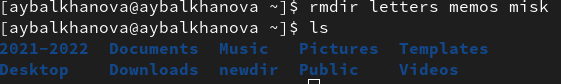 [aybalkhanova@aybalkhanova ~]$ rmdir letters memos misk
[aybalkhanova@aybalkhanova ~]$ ls
2021-2022  Documents  Music   Pictures  Templates
Desktop    Downloads  newdir  Public    Videos